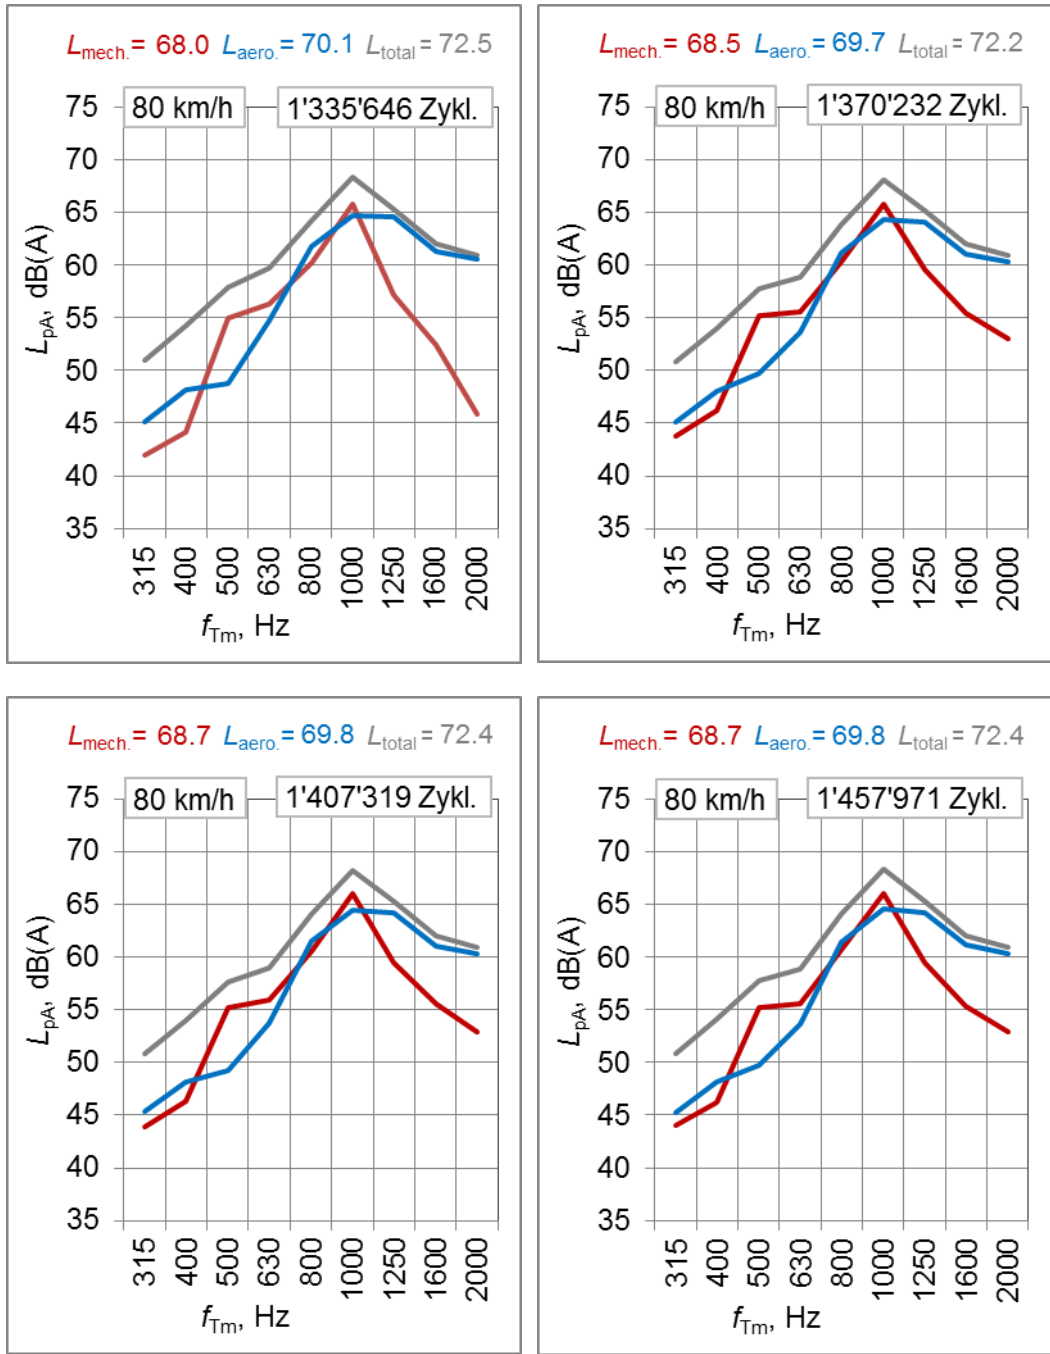 Lmech.= 68.0 Laero.= 70.1 Ltotal = 72.5
80 km/h 1'335'646 Zykl.
75
70
65
60
55
50
45
40
35
LpA, dB(A)
315 400 500 630 800 1000 1250 1600 2000
fTm, Hz
Lmech.= 68.5 Laero.= 69.7 Ltotal = 72.2
80 km/h 1'370'232 Zykl.
75
70
65
60
55
50
45
40
35
LpA, dB(A)
315 400 500 630 800 1000 1250 1600 2000
fTm, Hz
Lmech.= 68.7 Laero.= 69.8 Ltotal = 72.4
80 km/h 1'407'319 Zykl.
75
70
65
60
55
50
45
40
35
LpA, dB(A)
315 400 500 630 800 1000 1250 1600 2000
fTm, Hz
Lmech.= 68.7 Laero.= 69.8 Ltotal = 72.4
80 km/h 1'457'971 Zykl.
75
70
65
60
55
50
45
40
35
LpA, dB(A)
315 400 500 630 800 1000 1250 1600 2000
fTm, Hz